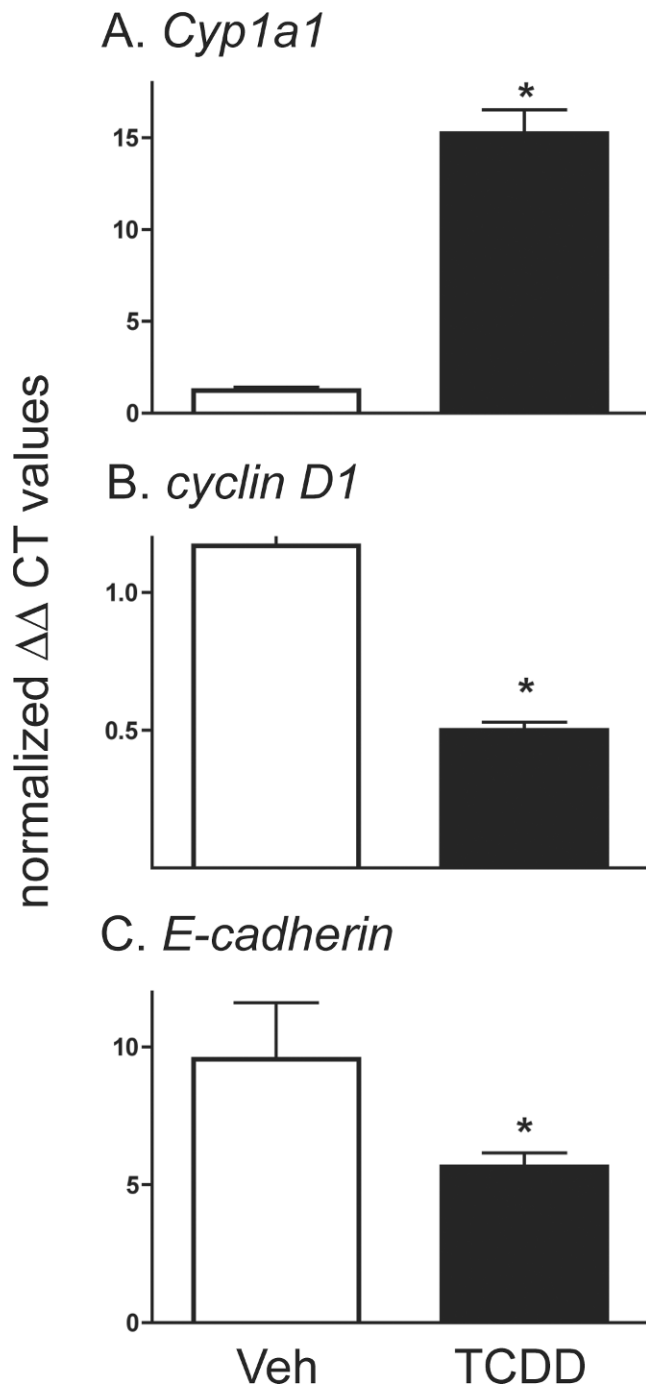 A. Cyp1a1
*
15
10
5
0
normalized ΔΔ CT values
B. cyclin D1
1.0
*
0.5
C. E-cadherin
10
*
5
0
Veh TCDD